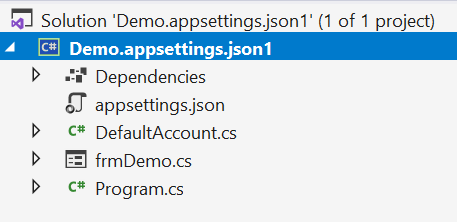 Solution 'Demo.appsettings.json1' (1 of 1 project)
C# Demo.appsettings.json1
Dependencies
appsettings.json
C# DefaultAccount.cs
frmDemo.cs
C# Program.cs